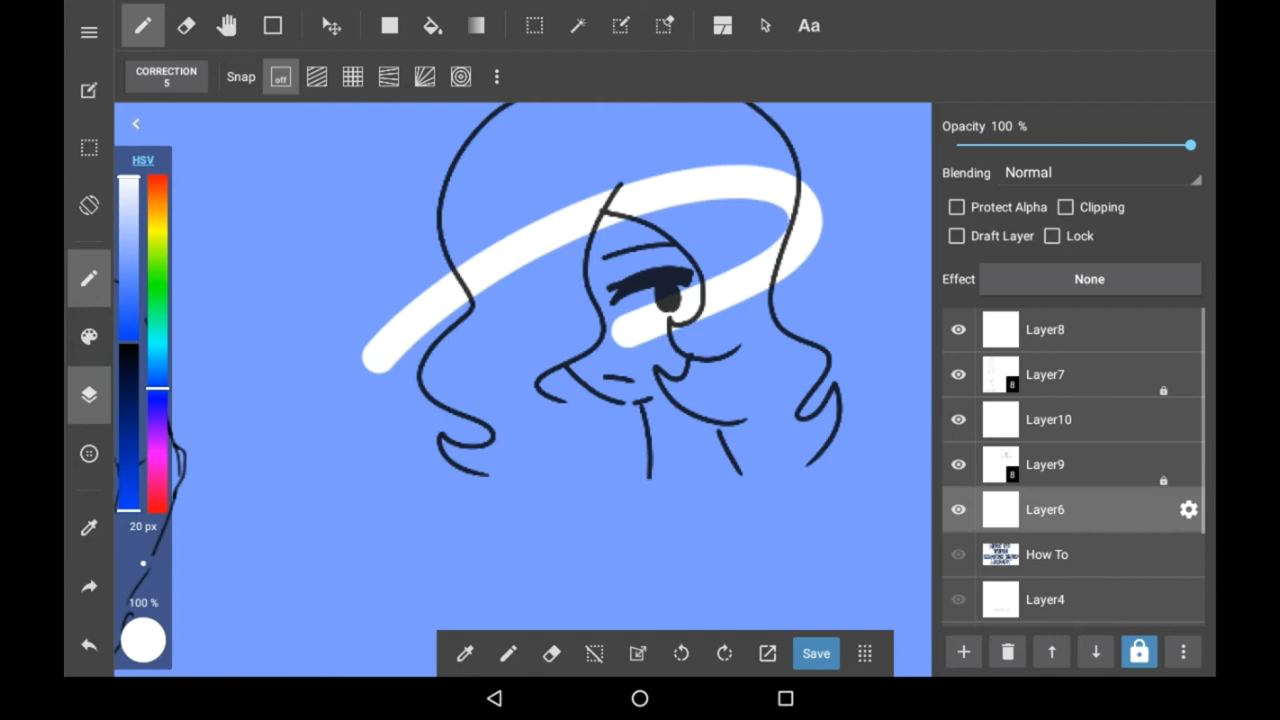 Aa
CORRECTION
5
Snap
off
HSV
20 px
100 %
Opacity 100 %
Blending Normal
Protect Alpha Clipping
Draft Layer Lock
Effect None
Layer8
Layer7
8
Layer10
Layer9
8
Layer6
How To
Layer4
Save